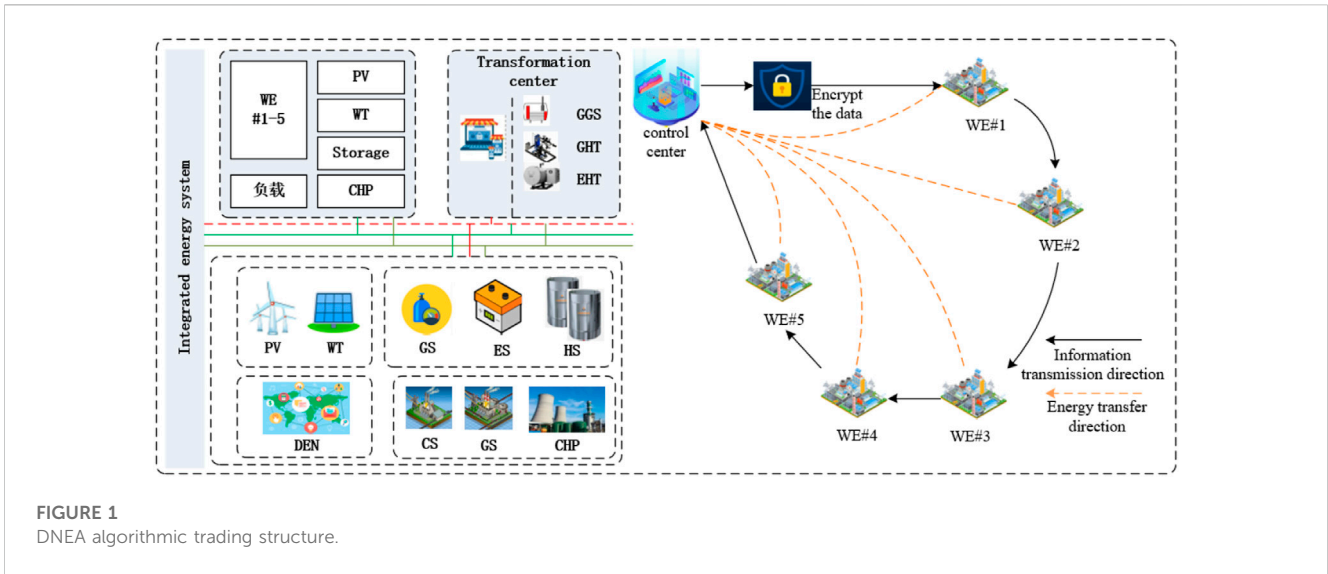 Integrated energy system
WE
#1-5
PV
WT
Storage
负载
CHP
Transformation
center
GGS
GHT
EHT
control
center
Encrypt
the data
WE#1
WE#2
WE#5
WE#4
WE#3
Information
transmission direction
Energy transfer
direction
PV
WT
GS
ES
HS
DEN
CS
GS
CHP
FIGURE 1
DNEA algorithmic trading structure.